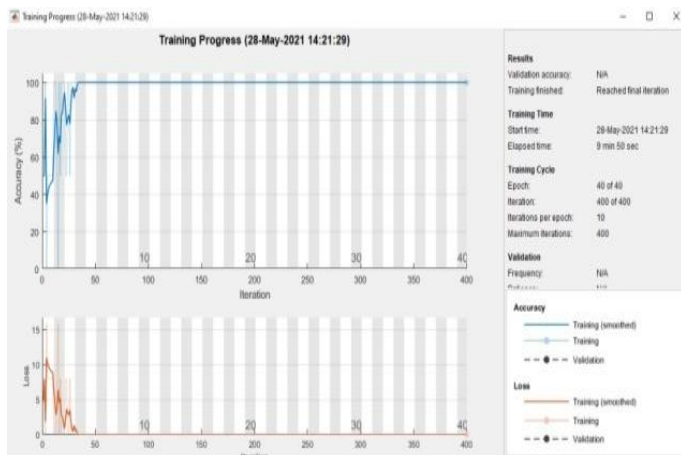 Training Progress (28-May-2021 14:21:29)
Training Progress (28-May-2021 14:21:29)
Accuracy (%)
100
80
60
40
20
0
10 20 30 40
0 50 100 150 200 250 300 350 400
Iteration
Loss
15
10
5
0
10 20 30 40
0 50 100 150 200 250 300 350 400
Results
Validation accuracy: N/A
Training finished: Reached final iteration
Training Time
Start time: 28-May-2021 14:21:29
Elapsed time: 9 min 50 sec
Training Cycle
Epoch: 40 of 40
Iteration: 400 of 400
Iterations per epoch: 10
Maximum iterations: 400
Validation
Frequency: N/A
Accuracy
Training (smoothed)
Training
Validation
Loss
Training (smoothed)
Training
Validation